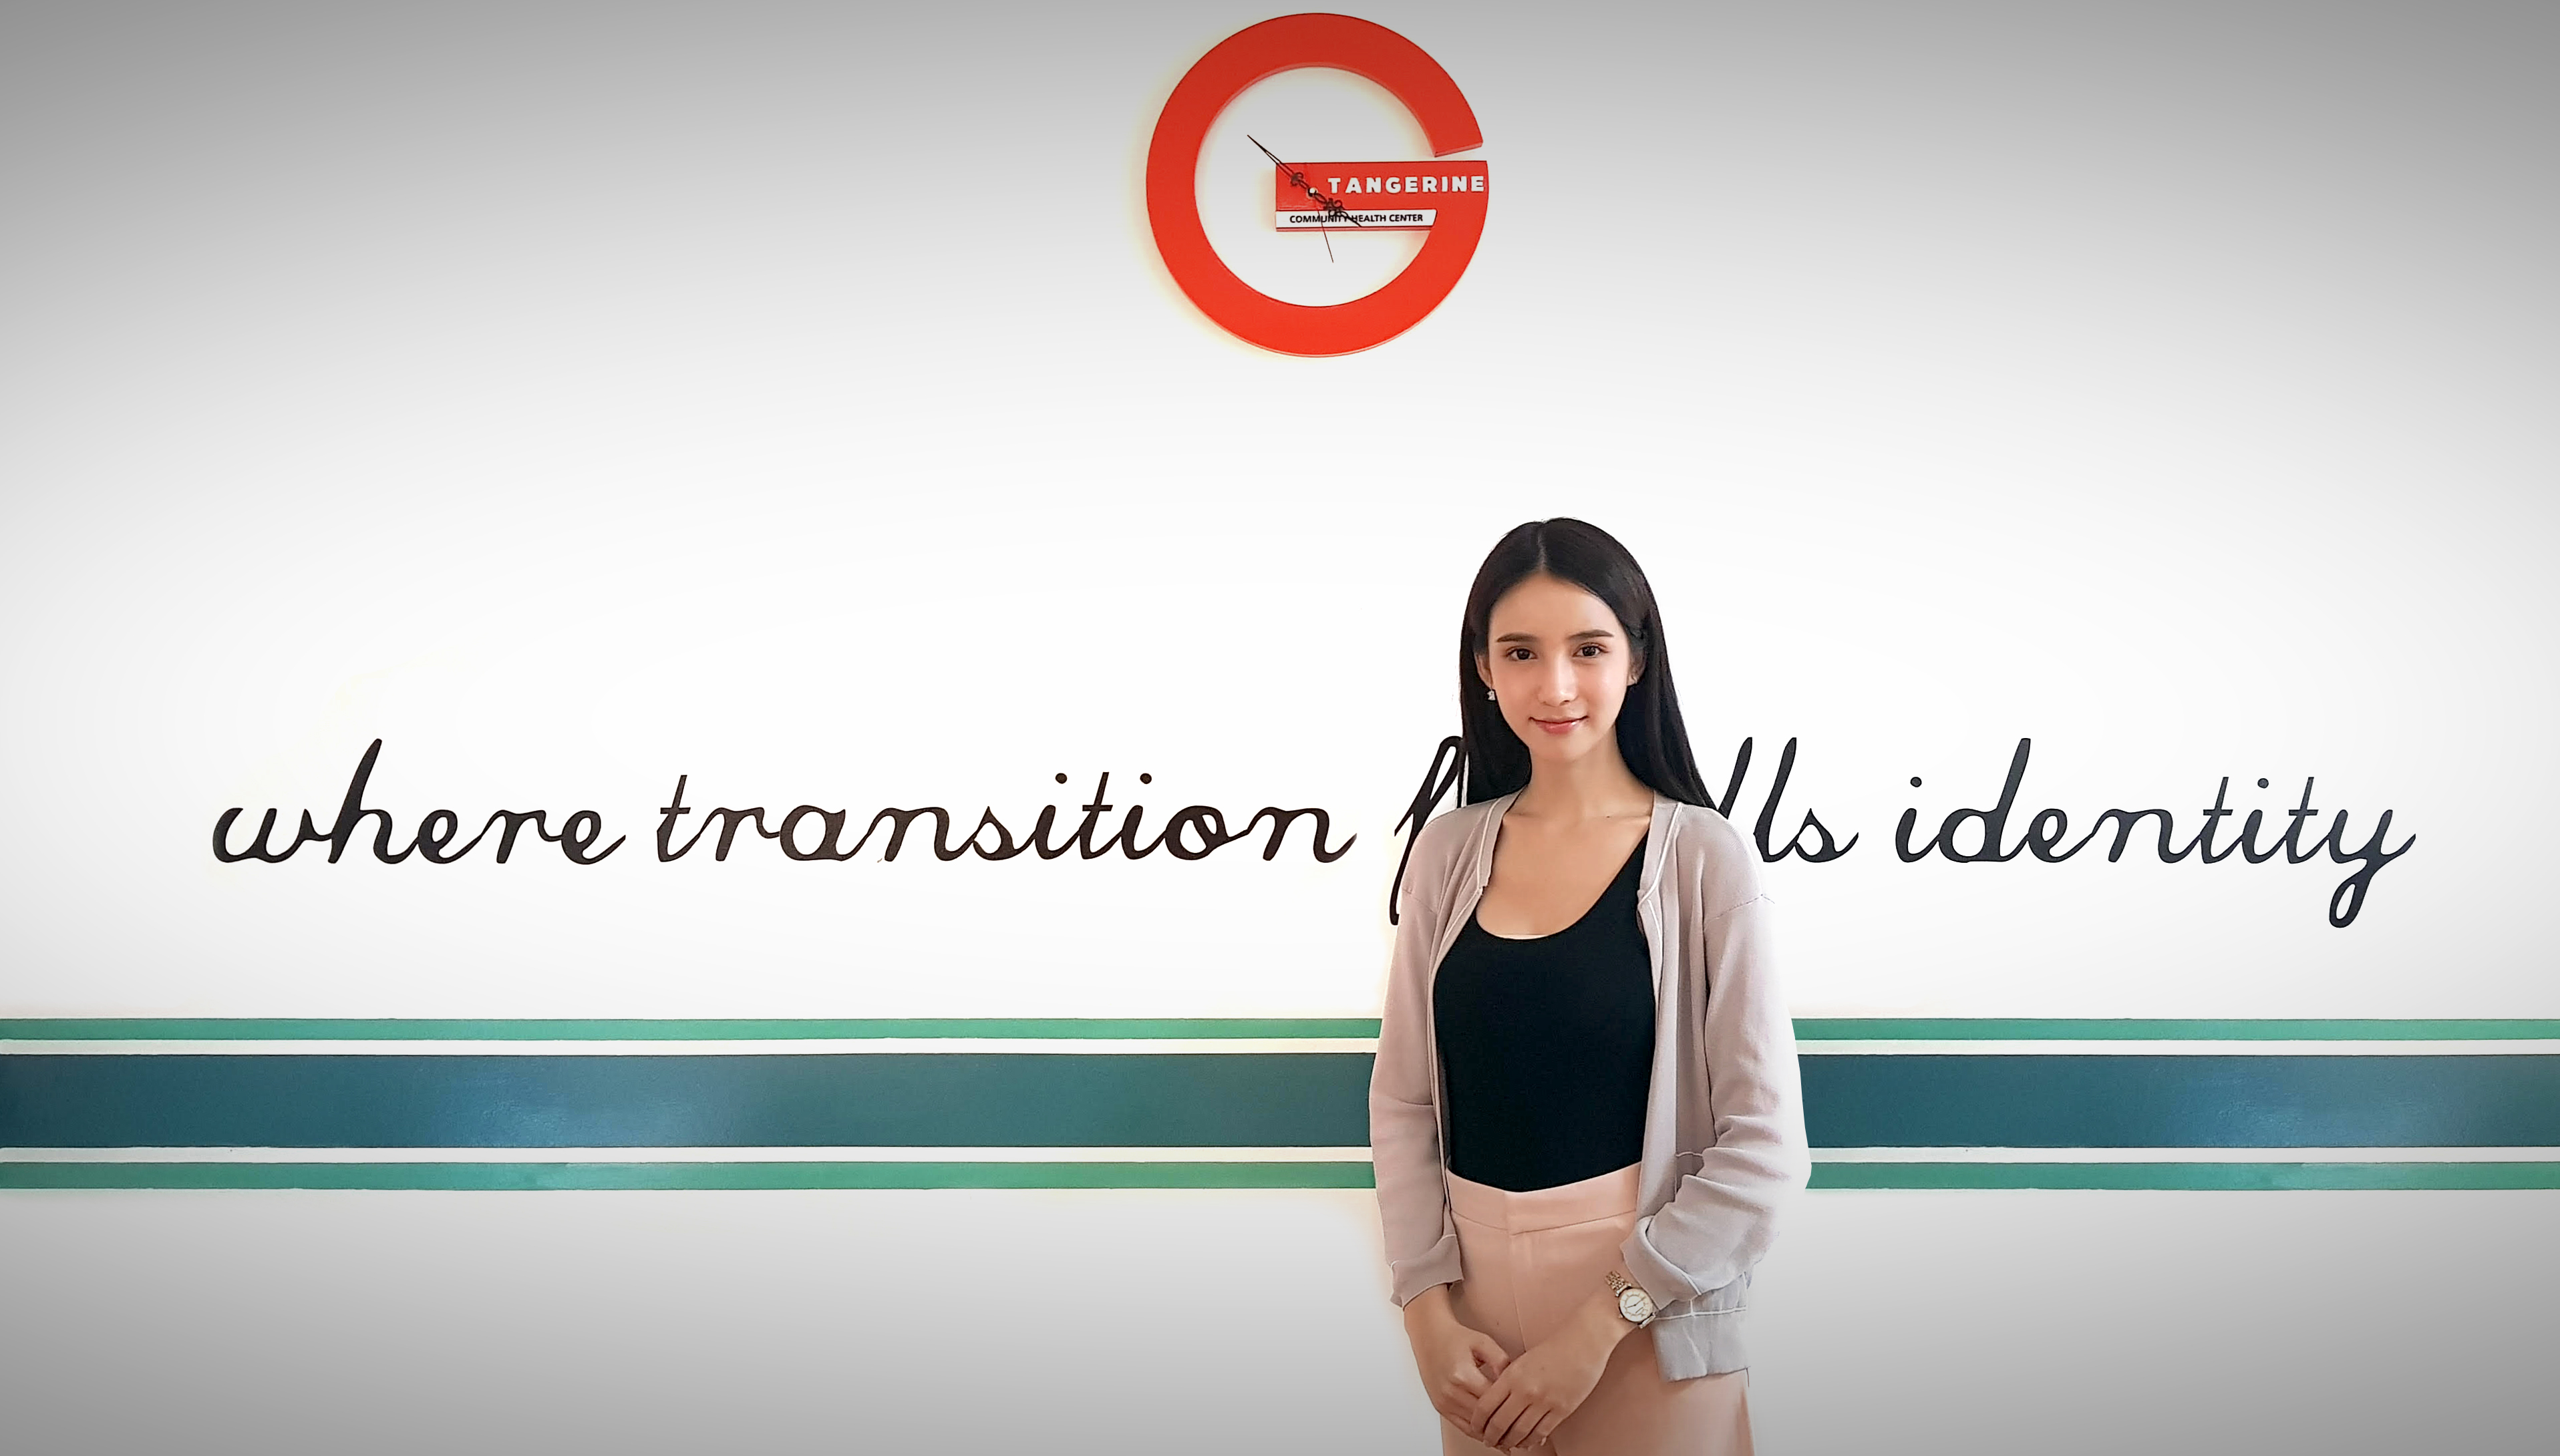 TANGERINE
COMMUNITY HEALTH CENTER
where transition identity